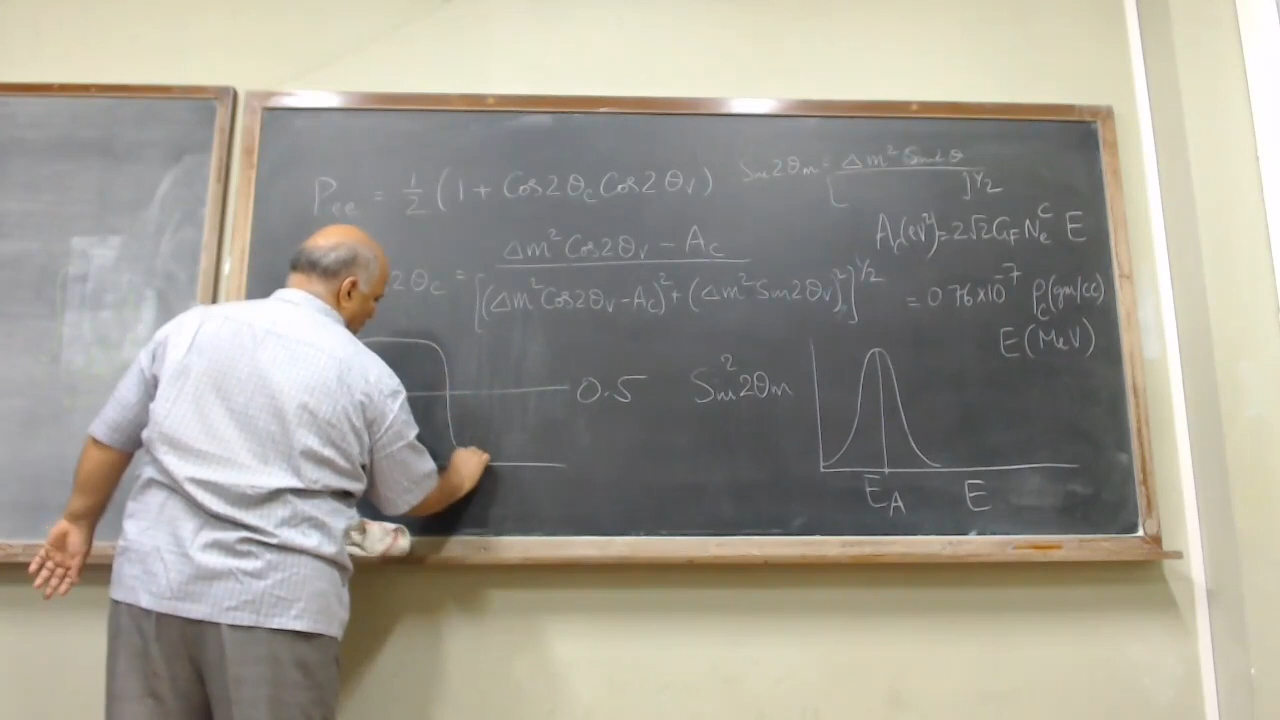 P_ee = 1/2 (1 + Cos2θ_c Cos2θ_v)
Sin2θ_m = Δm² Sin2θ / [ ]^1/2
2θ_c = Δm² Cos2θ_v − A_c / [(Δm² Cos2θ_v − A_c)² + (Δm² Sin2θ_v)²]^1/2
A_c(eV²) = 2√2 G_F N_e^c E
= 0.76×10⁻⁷ ρ_c(gm/cc)
E(MeV)
0.5
Sin²2θ_m
E_A
E